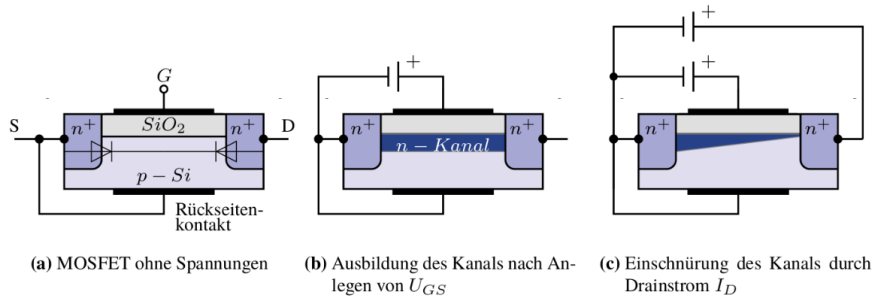 G
S
n+
SiO2
n+
D
p − Si
Rückseiten-
kontakt
(a) MOSFET ohne Spannungen
+
n+
n+
n − Kanal
(b) Ausbildung des Kanals nach An-
legen von UGS
+
+
n+
n+
(c) Einschnürung des Kanals durch
Drainstrom ID